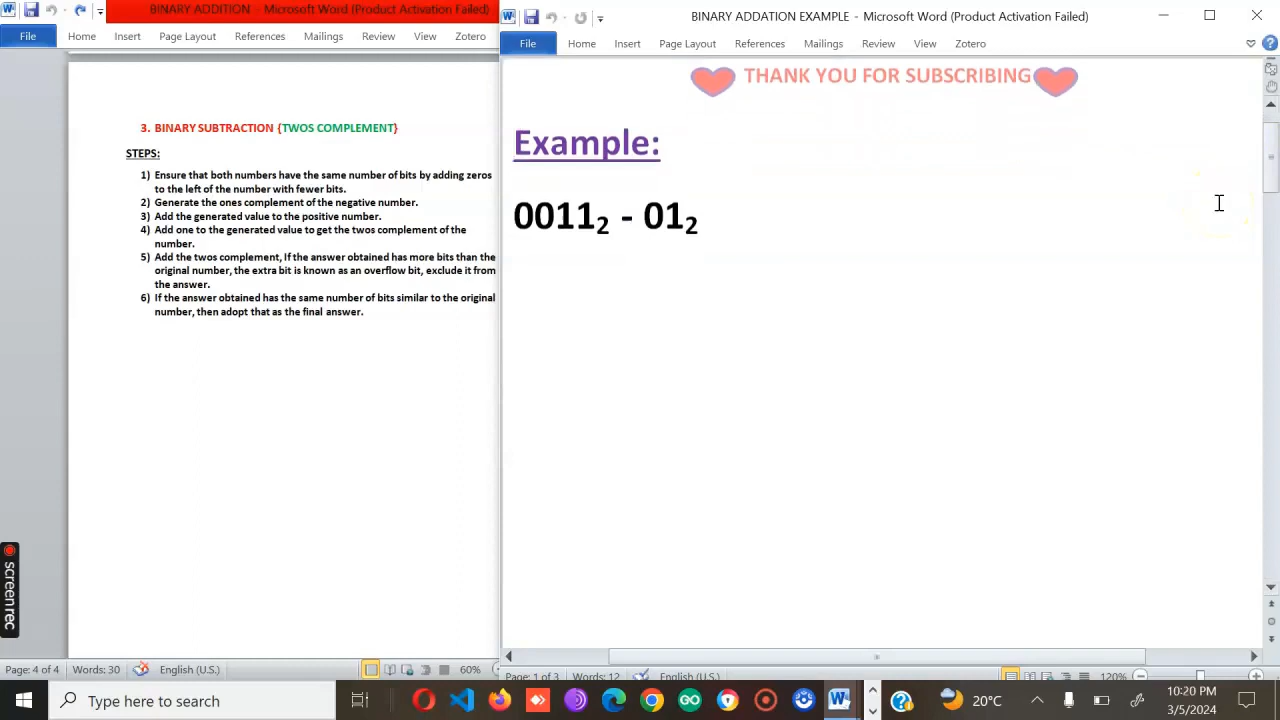 BINARY ADDITION - Microsoft Word (Product Activation Failed)
File Home Insert Page Layout References Mailings Review View Zotero
3. BINARY SUBTRACTION {TWOS COMPLEMENT}
STEPS:
1) Ensure that both numbers have the same number of bits by adding zeros
to the left of the number with fewer bits.
2) Generate the ones complement of the negative number.
3) Add the generated value to the positive number.
4) Add one to the generated value to get the twos complement of the
number.
5) Add the twos complement, If the answer obtained has more bits than the
original number, the extra bit is known as an overflow bit, exclude it from
the answer.
6) If the answer obtained has the same number of bits similar to the original
number, then adopt that as the final answer.
screen rec
Page: 4 of 4 Words: 30 English (U.S.) 60%
BINARY ADDATION EXAMPLE - Microsoft Word (Product Activation Failed)
File Home Insert Page Layout References Mailings Review View Zotero
THANK YOU FOR SUBSCRIBING
Example:
0011₂ - 01₂
Page: 1 of 3 Words: 12 English (U.S.) 120%
Type here to search
GO
20°C
10:20 PM
3/5/2024